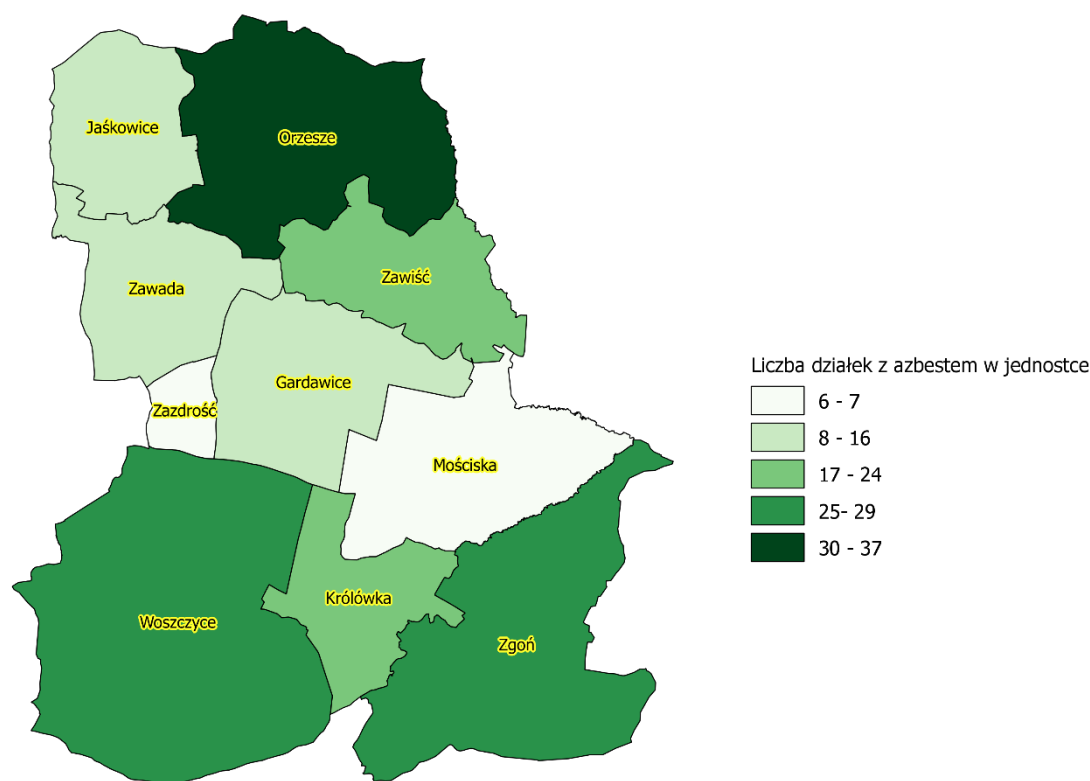 Jaśkowice
Orzesze
Zawiść
Zawada
Gardawice
Zazdrość
Mościska
Królówka
Woszczyce
Zgoń
Liczba działek z azbestem w jednostce
6 - 7
8 - 16
17 - 24
25- 29
30 - 37